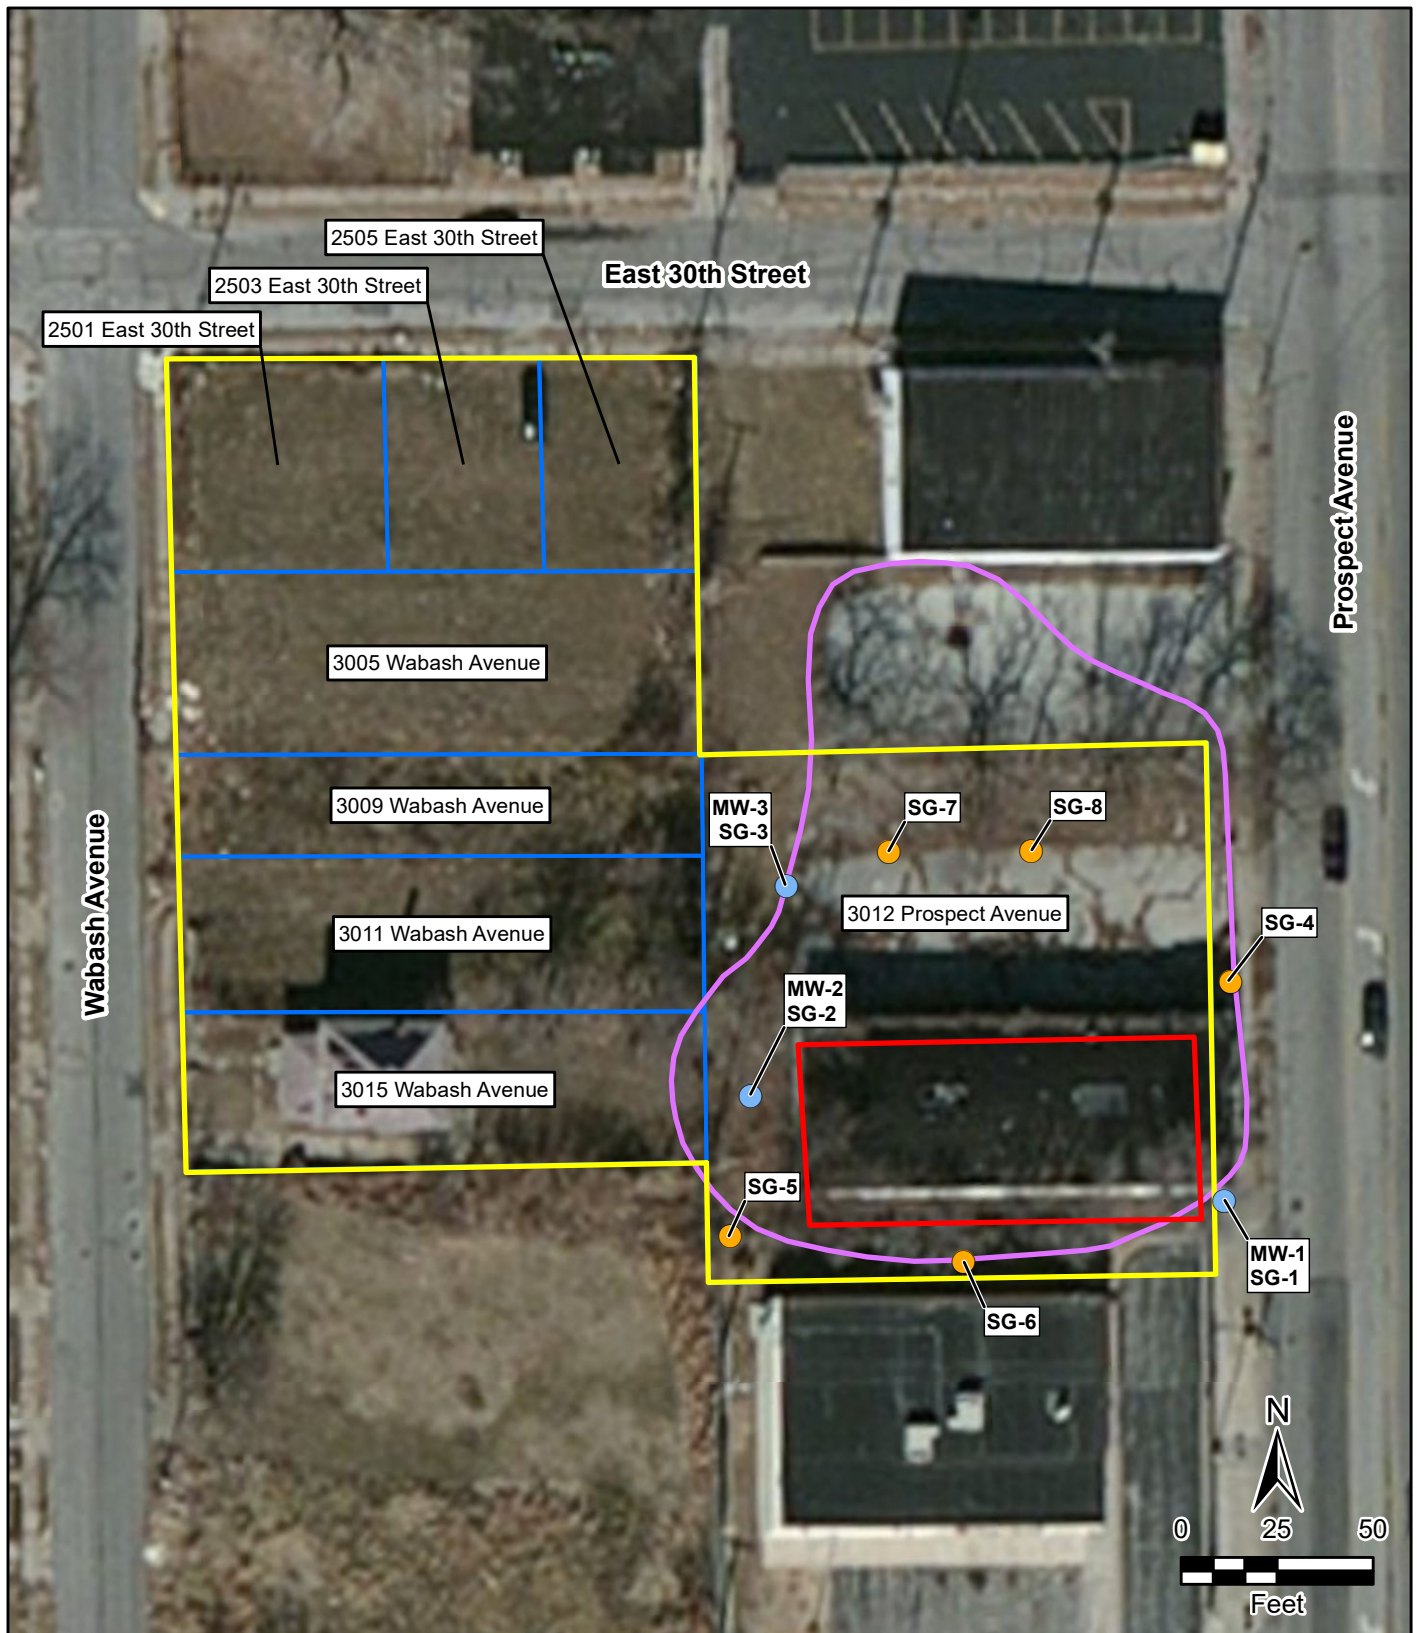 2505 East 30th Street
East 30th Street
2503 East 30th Street
2501 East 30th Street
Prospect Avenue
3005 Wabash Avenue
3009 Wabash Avenue
MW-3
SG-3
SG-7
SG-8
Wabash Avenue
3011 Wabash Avenue
3012 Prospect Avenue
SG-4
MW-2
SG-2
3015 Wabash Avenue
SG-5
MW-1
SG-1
SG-6
N
0 25 50
Feet